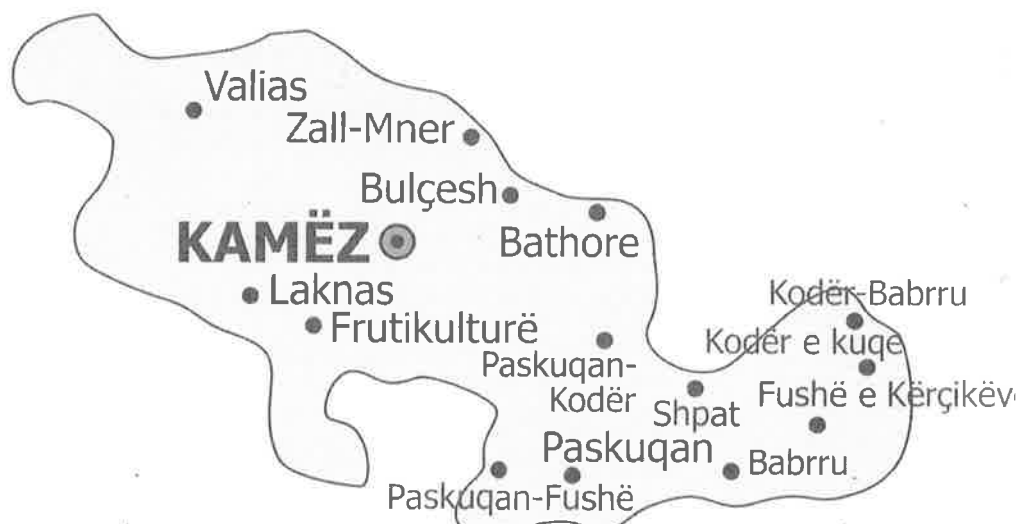 Valias
Zall-Mner
Bulçesh
KAMËZ
Bathore
Laknas
Frutikulturë
Kodër-Babrru
Kodër e kuqe
Paskuqan-
Kodër
Shpat
Fushë e Kërçikëve
Paskuqan
Babrru
Paskuqan-Fushë